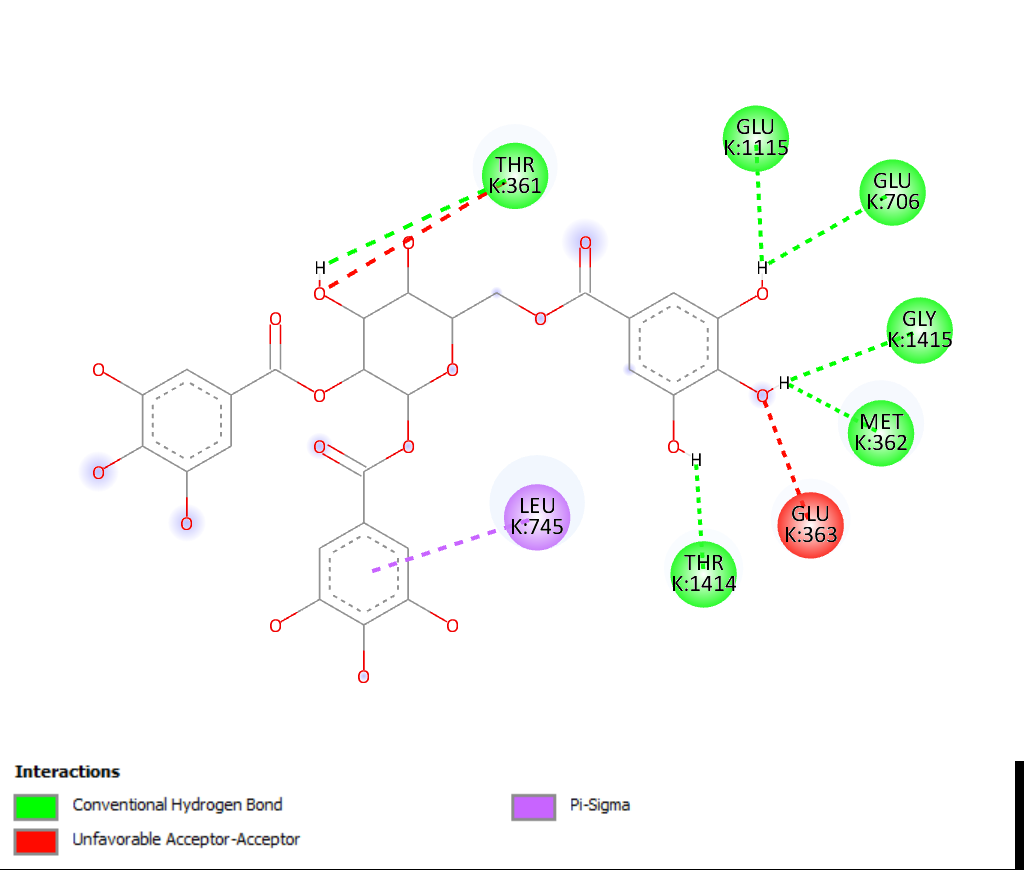 GLU
K:1115
THR
K:361
GLU
K:706
O
O
H
H
O
O
O
O
GLY
K:1415
O
O
H
O
O
MET
K:362
O
O
O
H
O
LEU
K:745
GLU
K:363
O
THR
K:1414
O
O
O
Interactions
Conventional Hydrogen Bond
Pi-Sigma
Unfavorable Acceptor-Acceptor